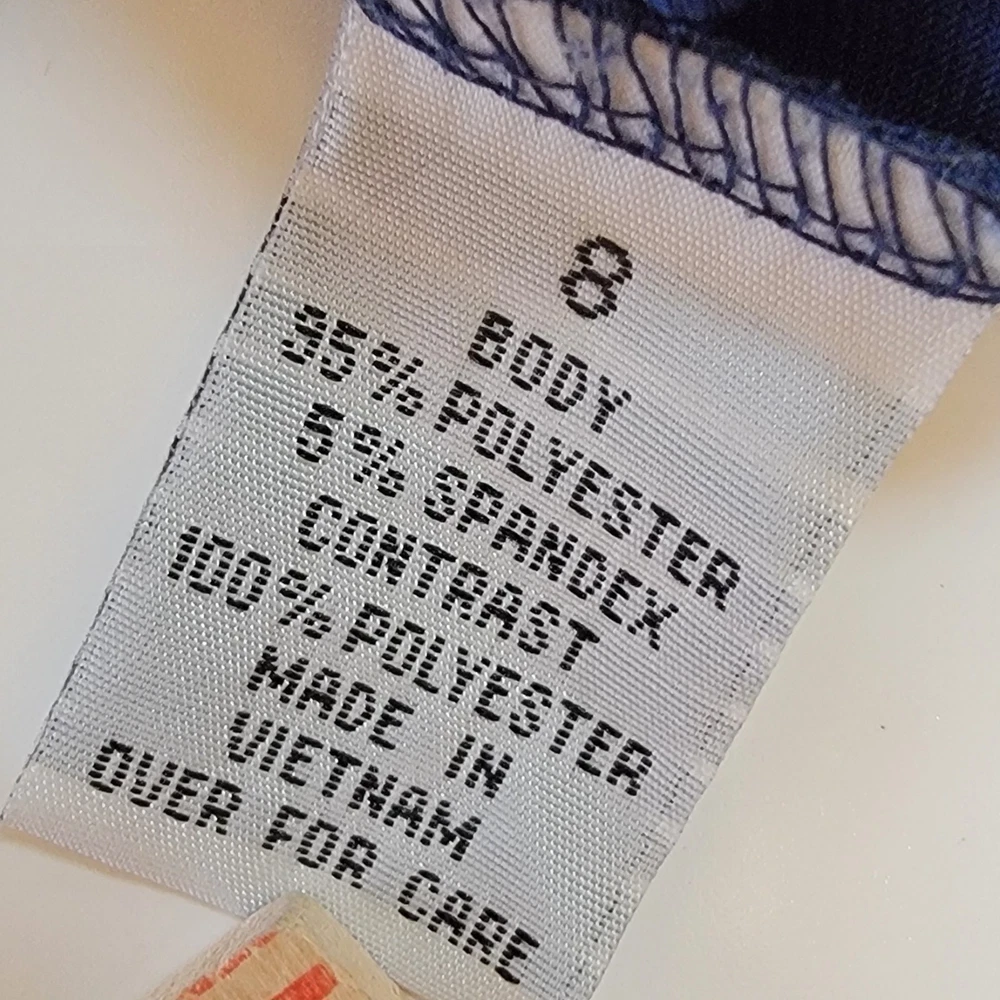 8
BODY
95% POLYESTER
5% SPANDEX
CONTRAST
100% POLYESTER
MADE IN
VIETNAM
OVER FOR CARE